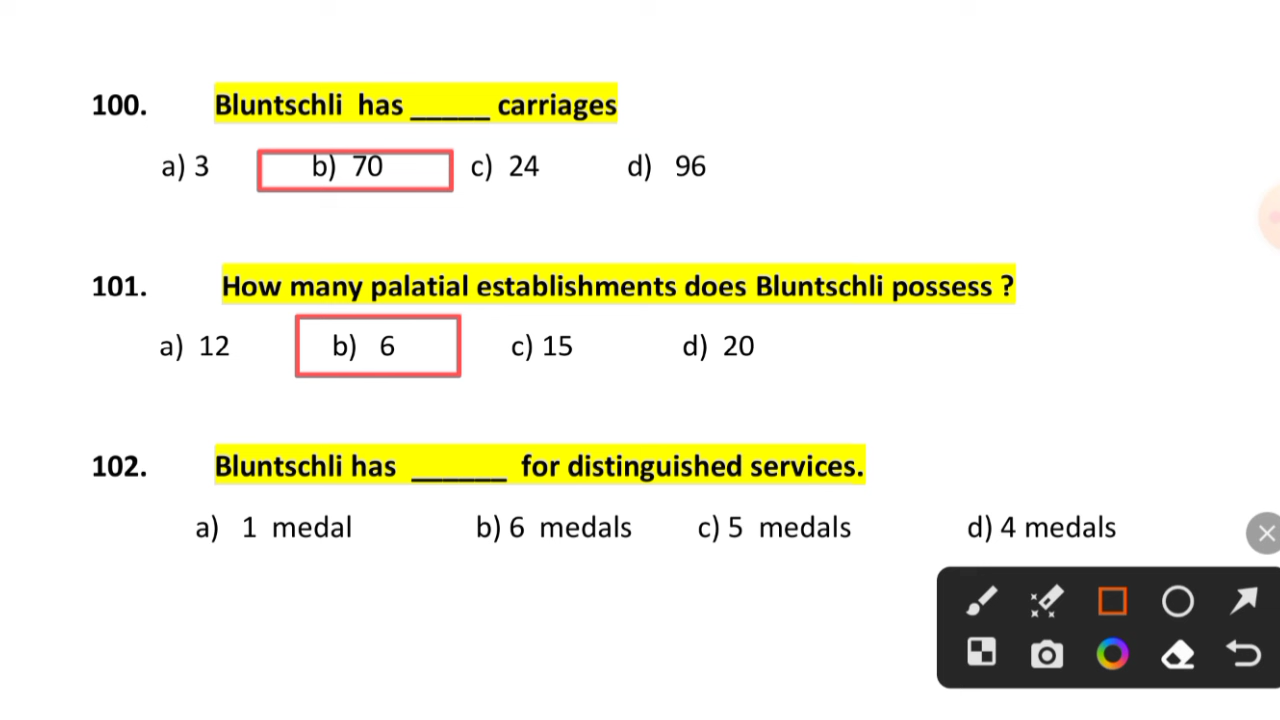 100. Bluntschli has _____ carriages
a) 3 b) 70 c) 24 d) 96
101. How many palatial establishments does Bluntschli possess ?
a) 12 b) 6 c) 15 d) 20
102. Bluntschli has ______ for distinguished services.
a) 1 medal b) 6 medals c) 5 medals d) 4 medals